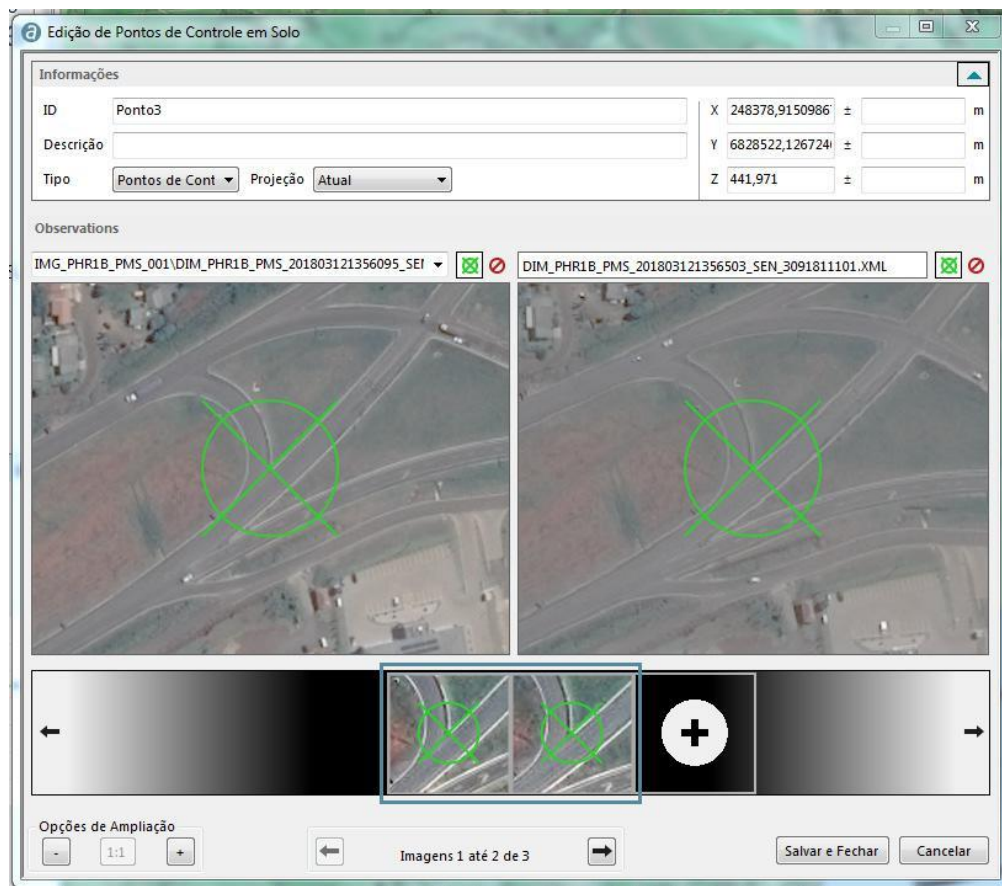 Edição de Pontos de Controle em Solo
Informações
ID Ponto3 X 248378,9150986 ± m
Descrição Y 6828522,126724 ± m
Tipo Pontos de Cont Projeção Atual Z 441,971 ± m
Observations
IMG_PHR1B_PMS_001\DIM_PHR1B_PMS_201803121356095_SEI DIM_PHR1B_PMS_201803121356503_SEN_3091811101.XML
Opções de Ampliação
- 1:1 + Imagens 1 até 2 de 3 Salvar e Fechar Cancelar